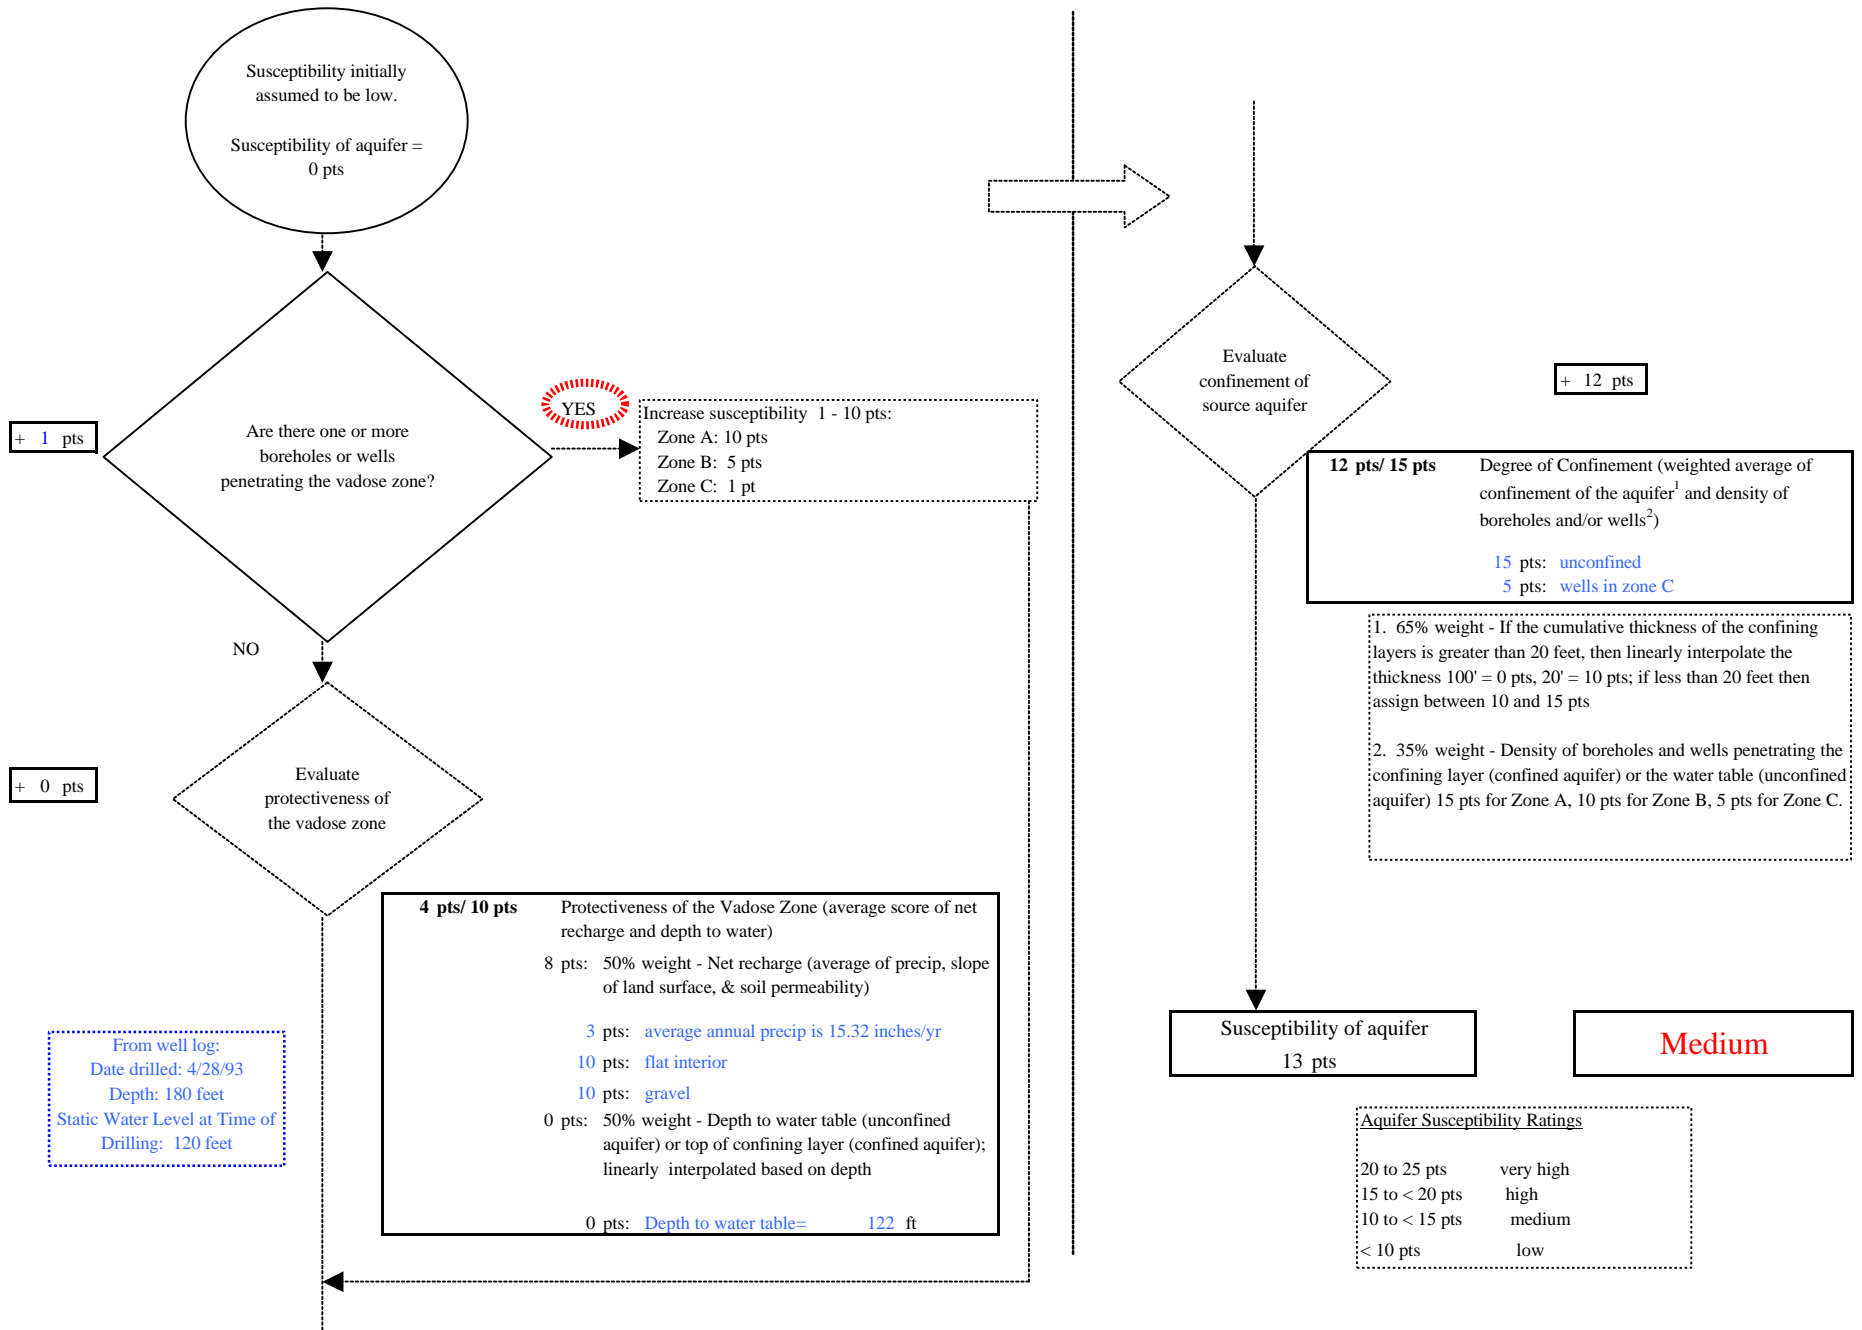 Susceptibility initially
assumed to be low.
Susceptibility of aquifer =
0 pts
+ 1 pts
Are there one or more
boreholes or wells
penetrating the vadose zone?
YES
Increase susceptibility 1 - 10 pts:
Zone A: 10 pts
Zone B: 5 pts
Zone C: 1 pt
NO
+ 0 pts
Evaluate
protectiveness of
the vadose zone
4 pts/ 10 pts Protectiveness of the Vadose Zone (average score of net
recharge and depth to water)
8 pts: 50% weight - Net recharge (average of precip, slope
of land surface, & soil permeability)
3 pts: average annual precip is 15.32 inches/yr
10 pts: flat interior
10 pts: gravel
0 pts: 50% weight - Depth to water table (unconfined
aquifer) or top of confining layer (confined aquifer);
linearly interpolated based on depth
0 pts: Depth to water table= 122 ft
From well log:
Date drilled: 4/28/93
Depth: 180 feet
Static Water Level at Time of
Drilling: 120 feet
Evaluate
confinement of
source aquifer
+ 12 pts
12 pts/ 15 pts Degree of Confinement (weighted average of
confinement of the aquifer1 and density of
boreholes and/or wells2)
15 pts: unconfined
5 pts: wells in zone C
1. 65% weight - If the cumulative thickness of the confining
layers is greater than 20 feet, then linearly interpolate the
thickness 100' = 0 pts, 20' = 10 pts; if less than 20 feet then
assign between 10 and 15 pts
2. 35% weight - Density of boreholes and wells penetrating the
confining layer (confined aquifer) or the water table (unconfined
aquifer) 15 pts for Zone A, 10 pts for Zone B, 5 pts for Zone C.
Susceptibility of aquifer
13 pts
Medium
Aquifer Susceptibility Ratings
20 to 25 pts very high
15 to < 20 pts high
10 to < 15 pts medium
< 10 pts low